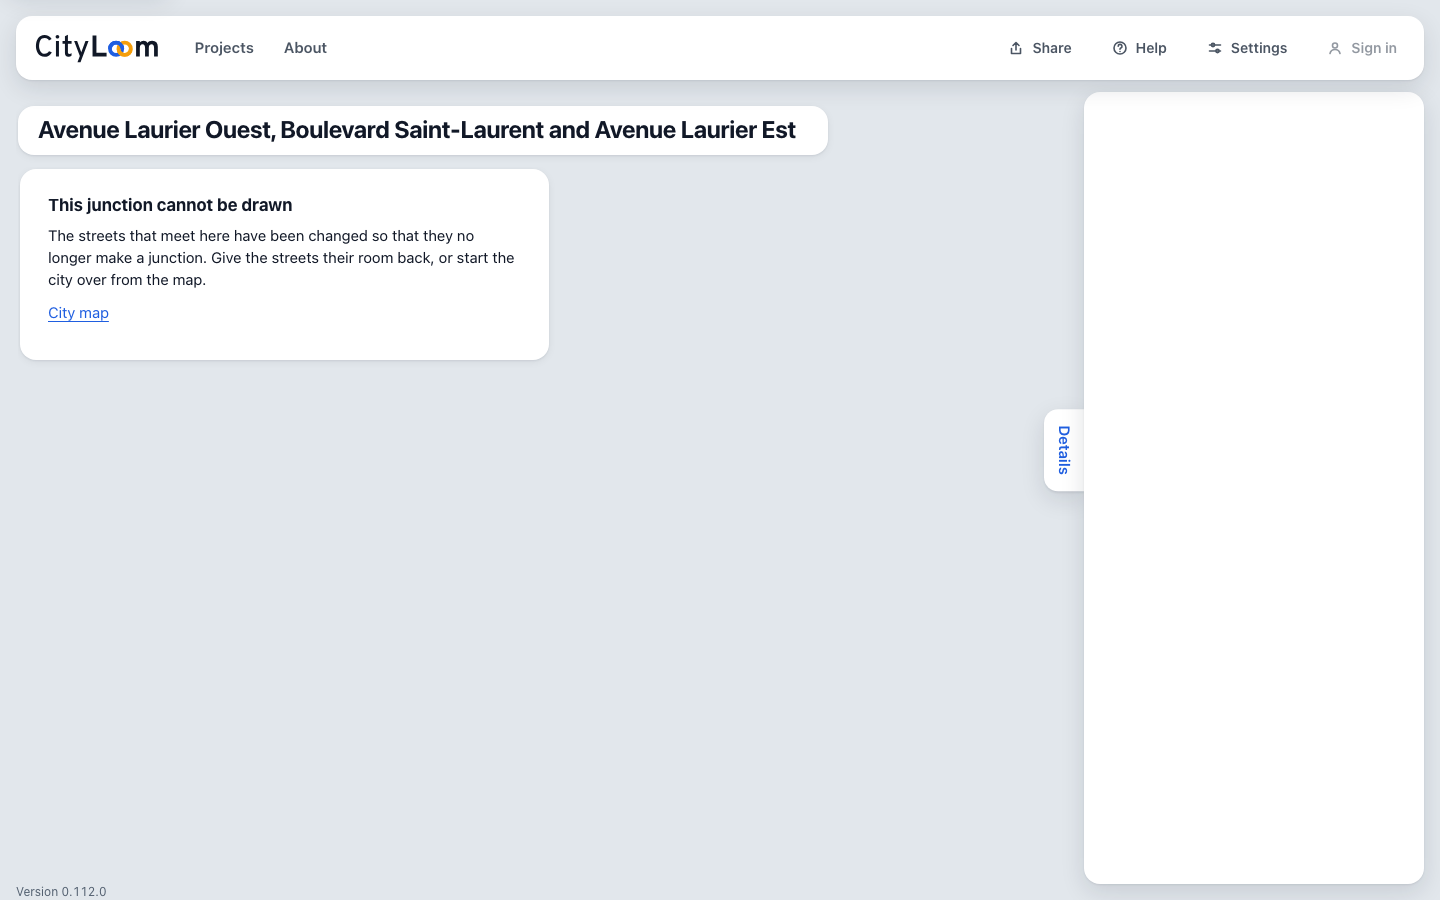 CityLoom
Projects
About
Share
Help
Settings
Sign in
Avenue Laurier Ouest, Boulevard Saint-Laurent and Avenue Laurier Est
This junction cannot be drawn
The streets that meet here have been changed so that they no
longer make a junction. Give the streets their room back, or start the
city over from the map.
City map
Details
Version 0.112.0